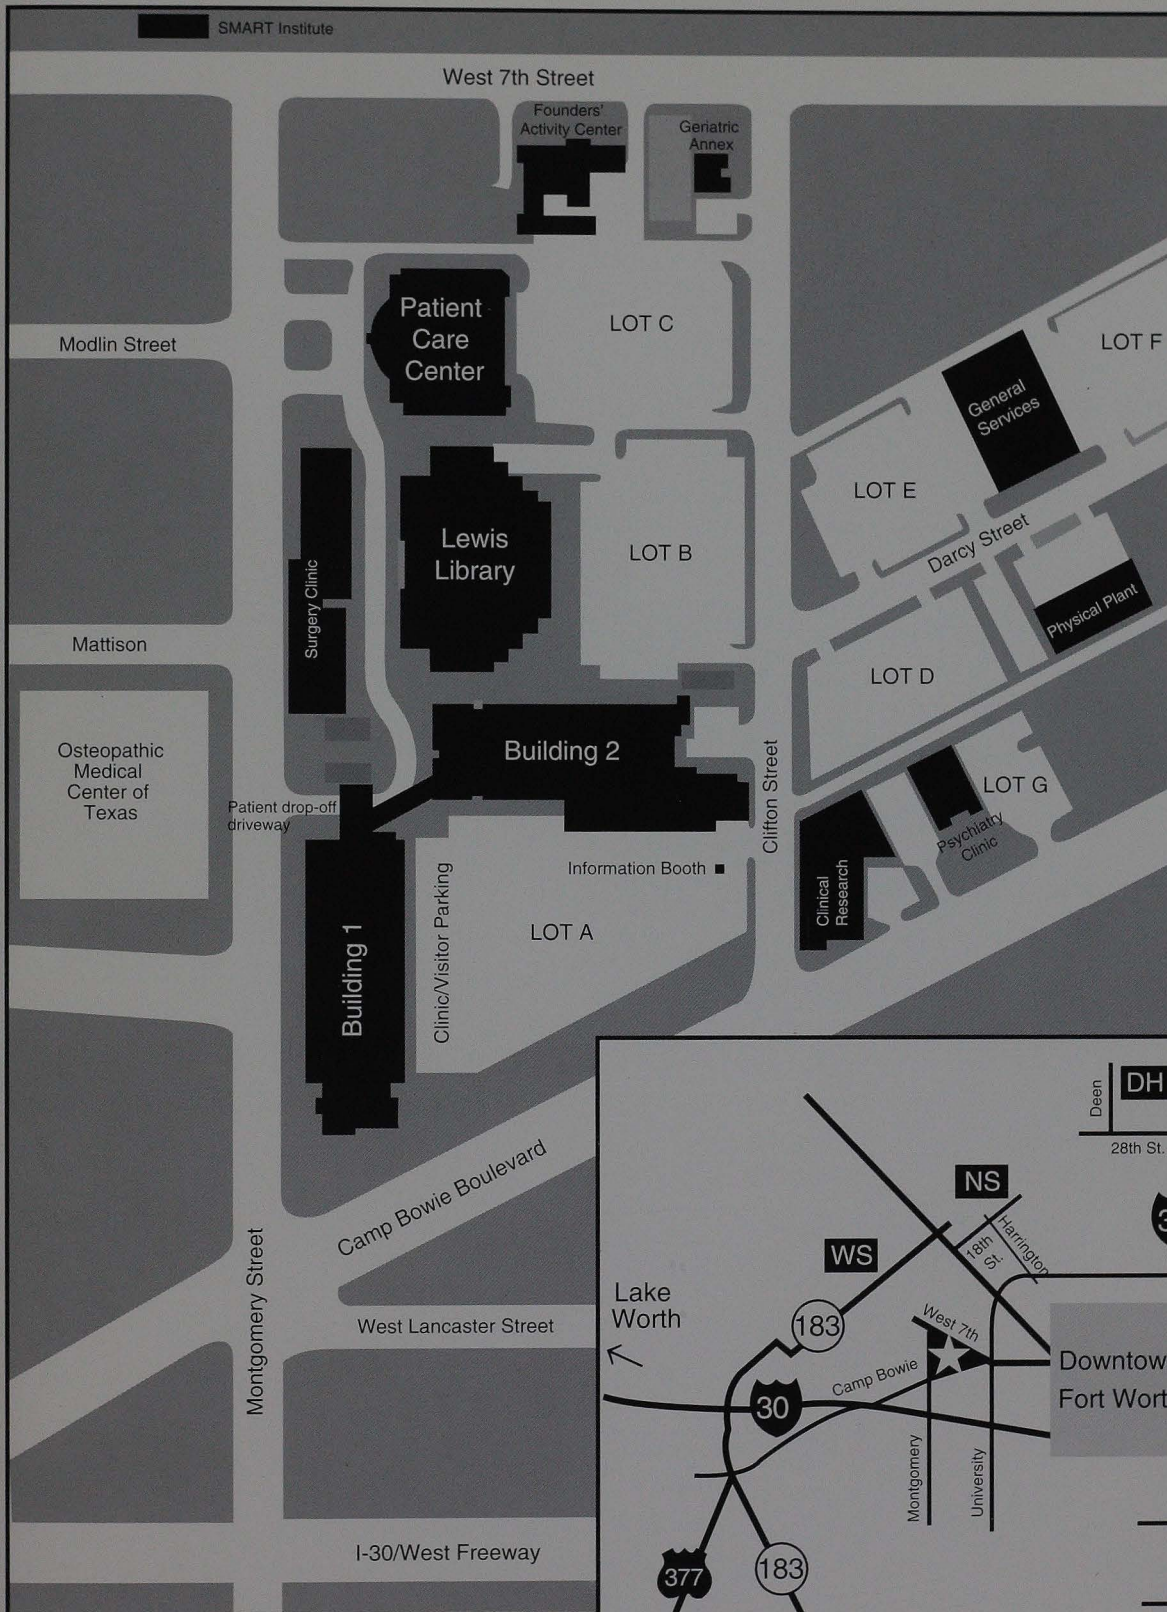 SMART Institute
West 7th Street
Founders'
Activity Center
Geriatric
Annex
Patient
Care
Center
LOT C
LOT F
Modlin Street
General
Services
LOT E
Lewis
Library
LOT B
Darcy Street
Surgery Clinic
Physical Plant
Mattison
LOT D
Osteopathic
Medical
Center of
Texas
Building 2
Clifton Street
LOT G
Patient drop-off
driveway
Psychiatry
Clinic
Information Booth
Clinical
Research
Clinic/Visitor Parking
LOT A
Building 1
Camp Bowie Boulevard
Montgomery Street
West Lancaster Street
I-30/West Freeway
Deen
DH
28th St.
NS
Harrington
18th
St.
WS
3
Lake
Worth
183
West 7th
Camp Bowie
30
Downtow
Fort Wort
Montgomery
University
377
183